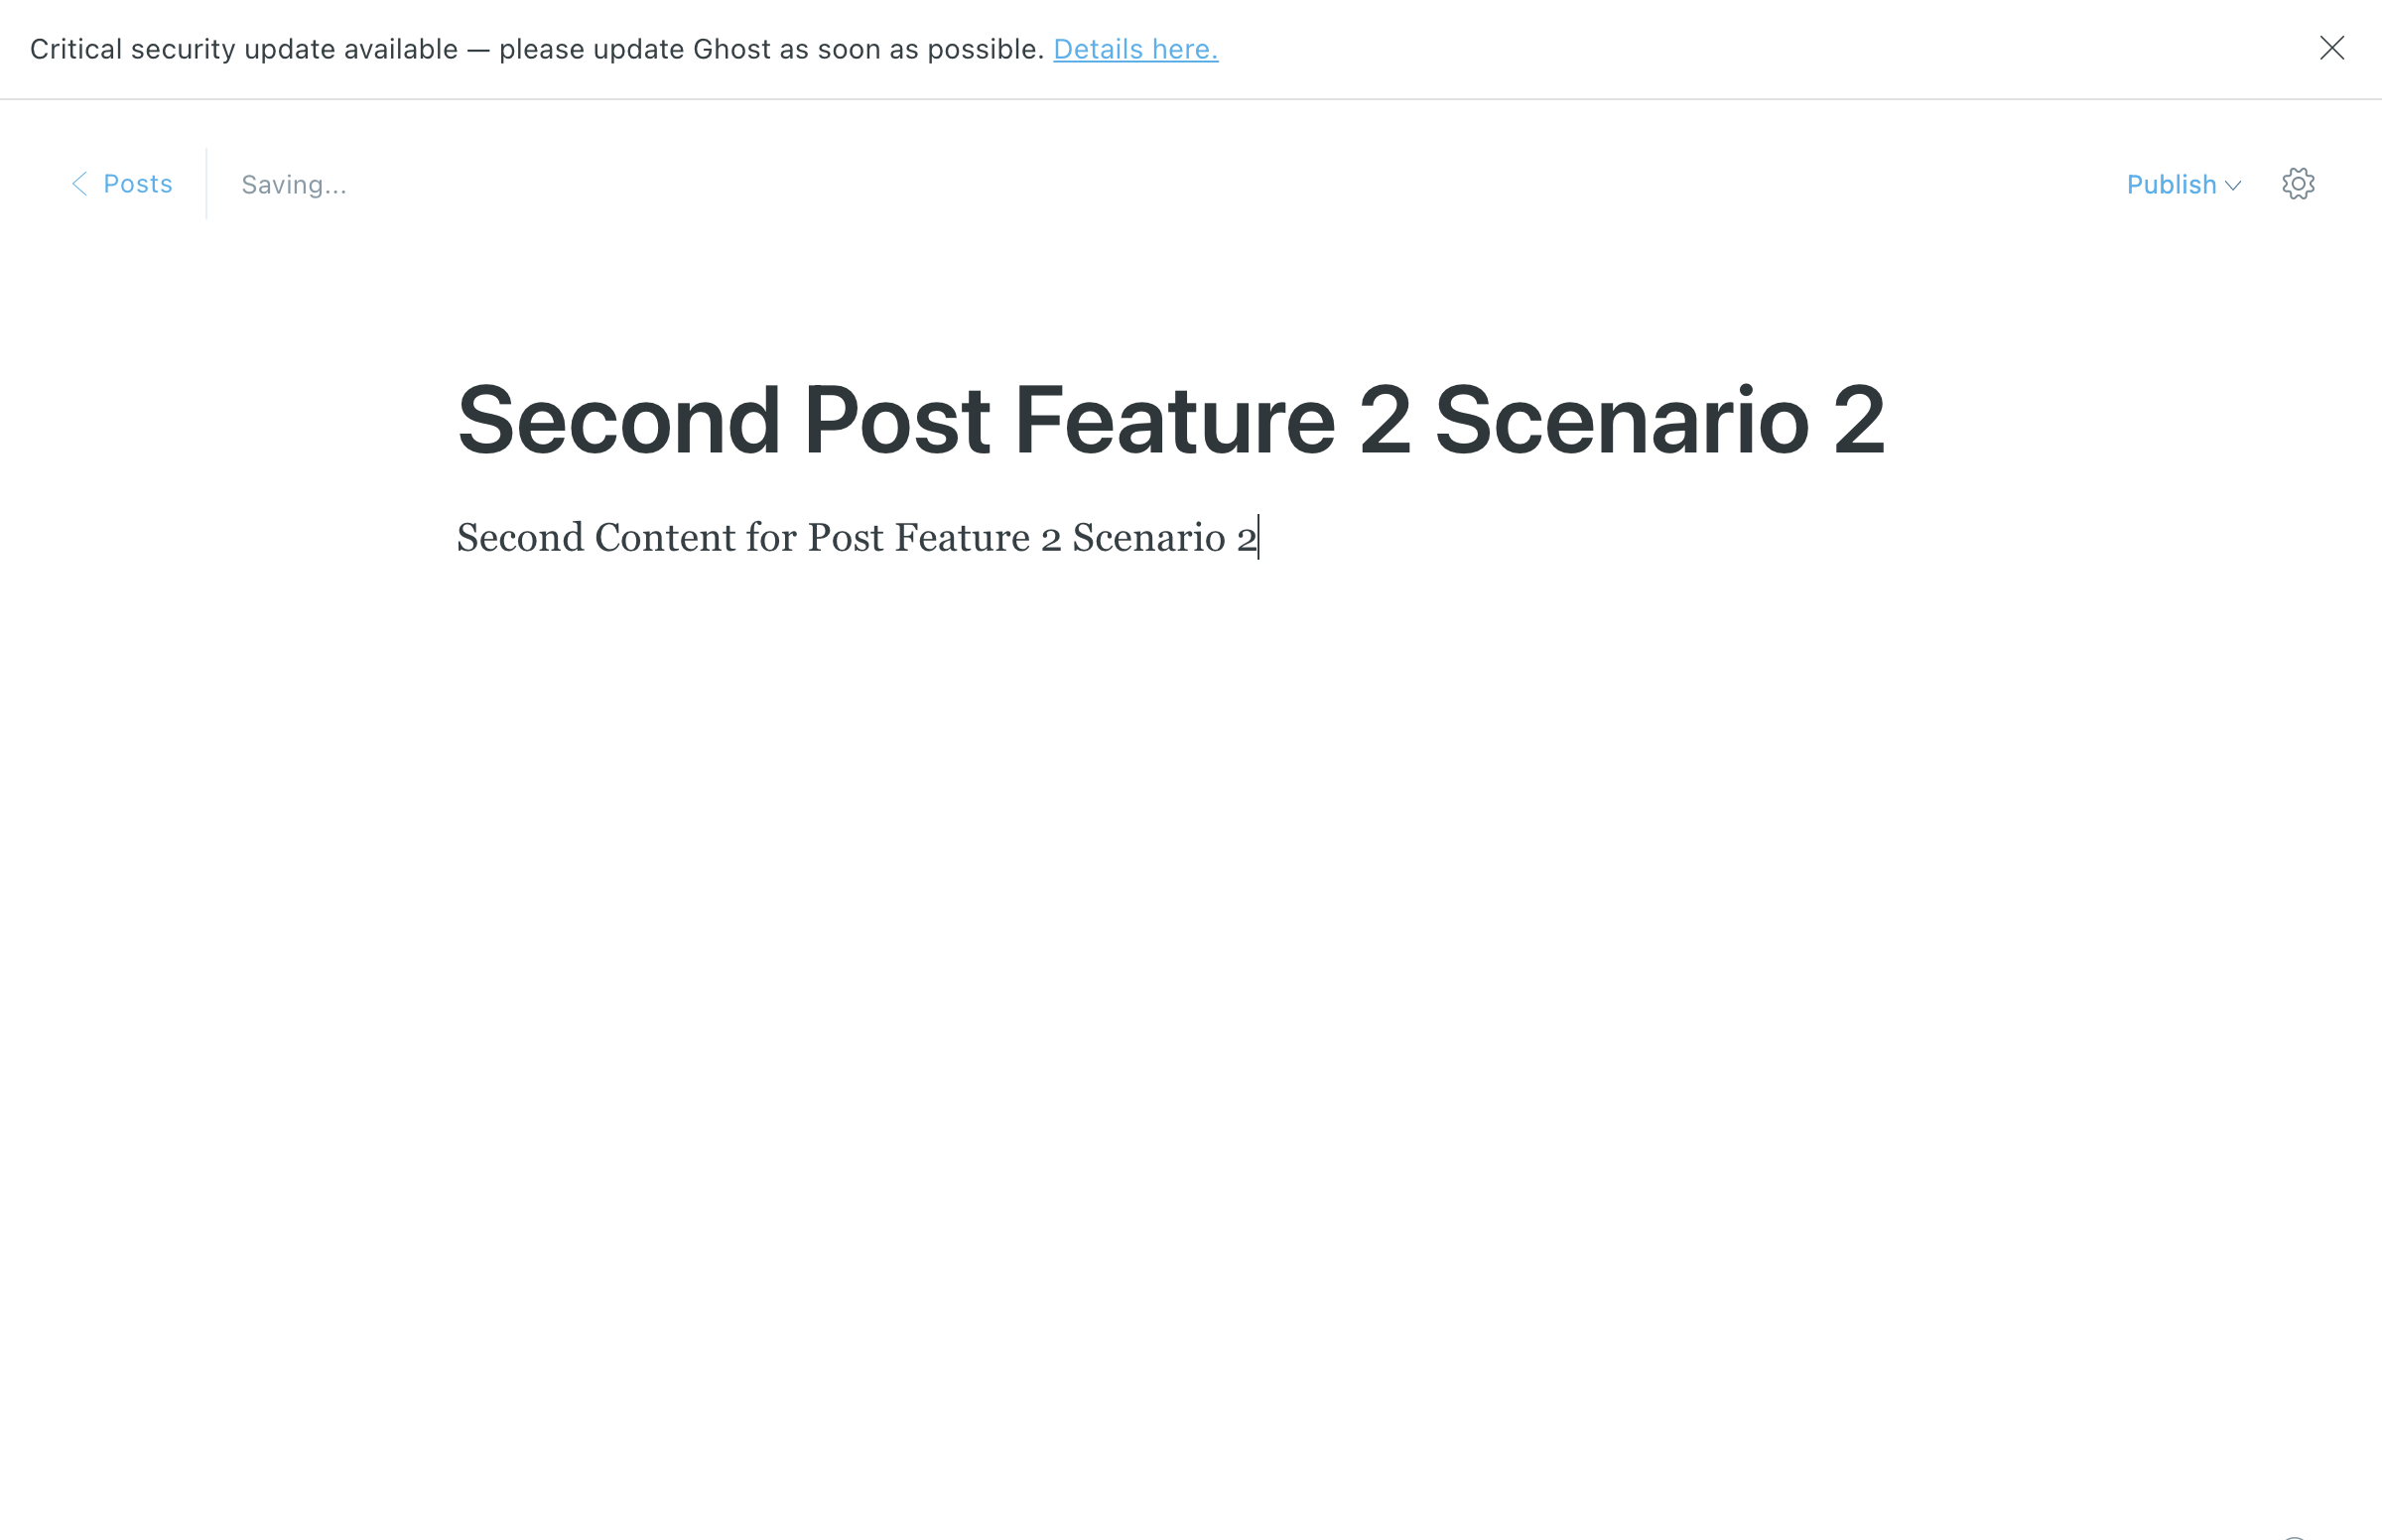 Critical security update available — please update Ghost as soon as possible. Details here.
Posts
Saving...
Publish
Second Post Feature 2 Scenario 2
Second Content for Post Feature 2 Scenario 2